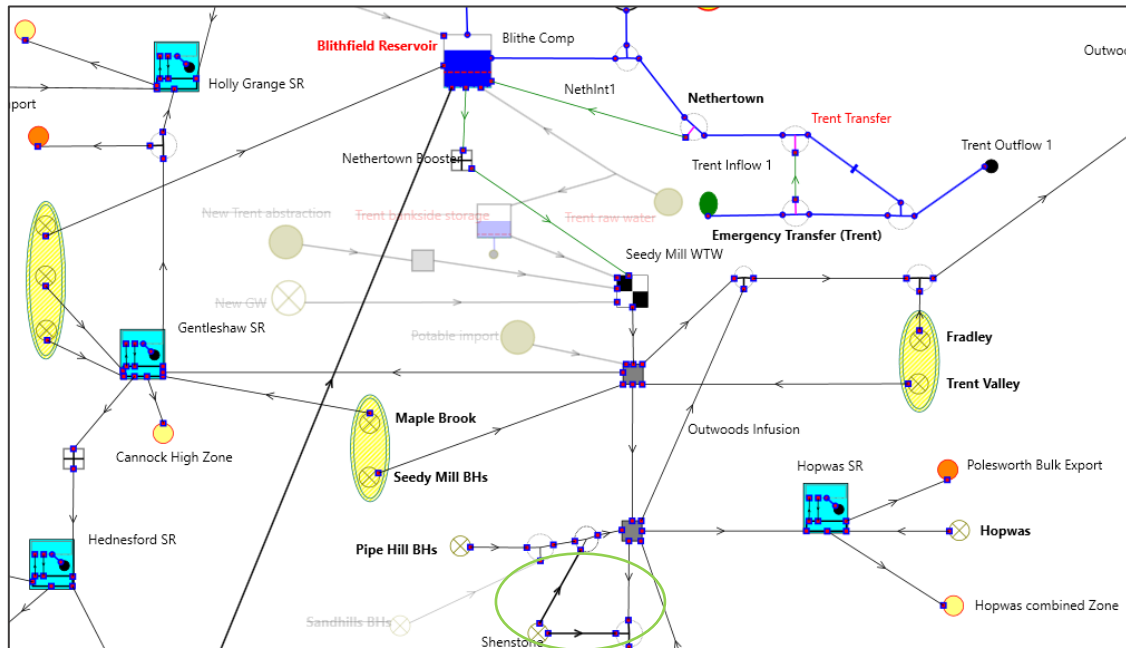 Blithfield Reservoir
Blithe Comp
Outwoo
Holly Grange SR
NethInt1
Nethertown
nport
Trent Transfer
Nethertown Booster
Trent Inflow 1
Trent Outflow 1
New Trent abstraction
Trent bankside storage
Trent raw water
Emergency Transfer (Trent)
Seedy Mill WTW
New GW
Gentleshaw SR
Potable import
Fradley
Trent Valley
Maple Brook
Outwoods Infusion
Cannock High Zone
Seedy Mill BHs
Hopwas SR
Polesworth Bulk Export
Hednesford SR
Pipe Hill BHs
Hopwas
Sandhills BHs
Hopwas combined Zone
Shenstone